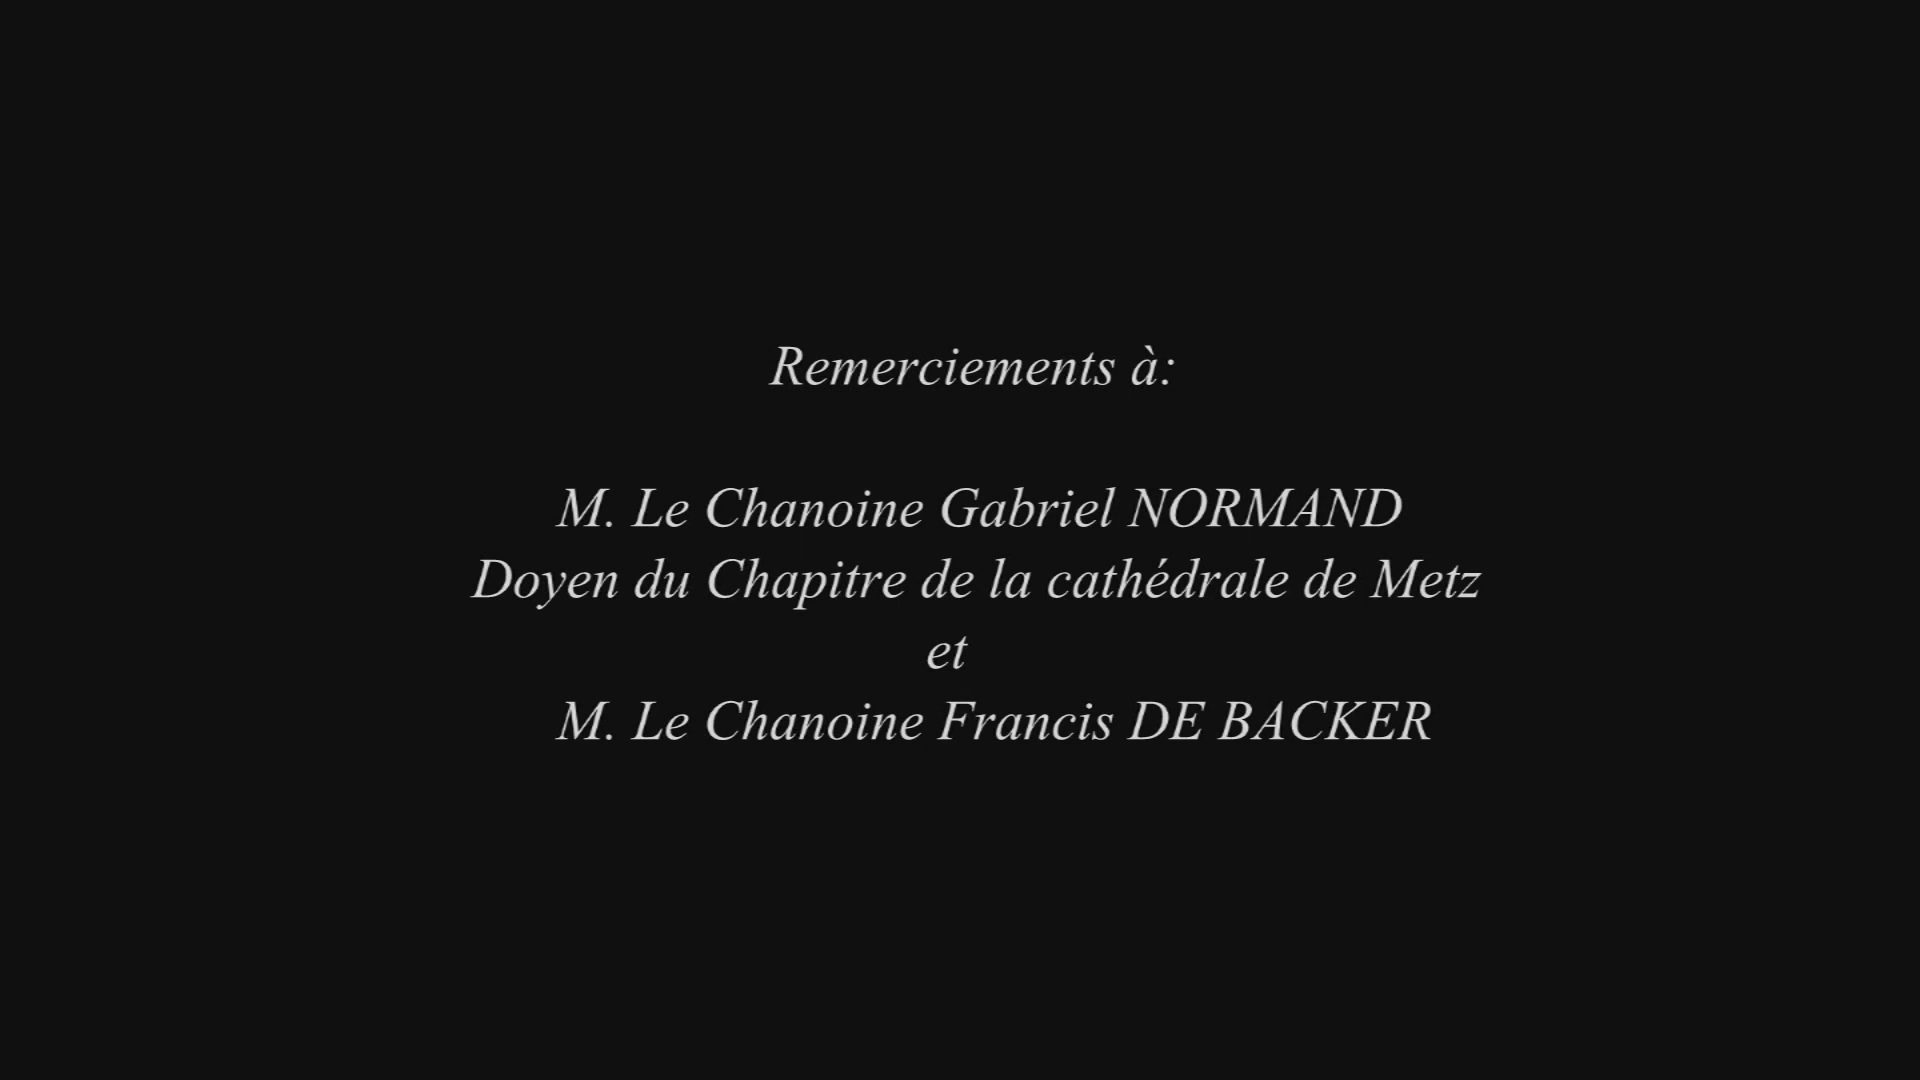 Remerciements à:
M. Le Chanoine Gabriel NORMAND
Doyen du Chapitre de la cathédrale de Metz
et
M. Le Chanoine Francis DE BACKER